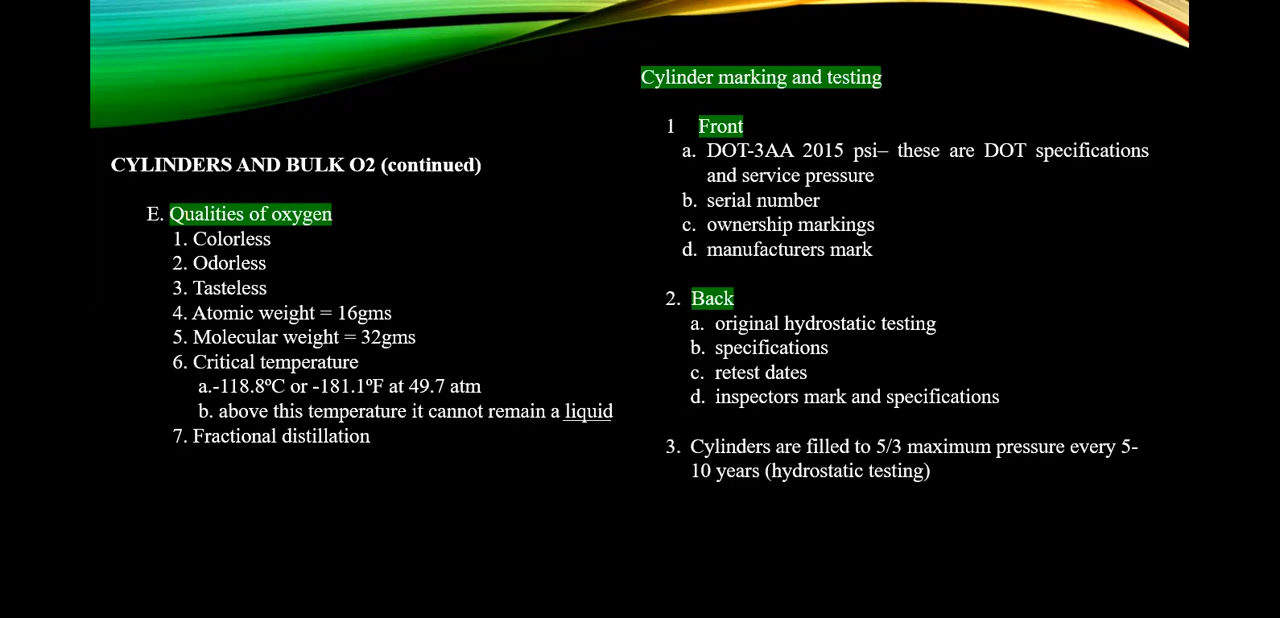 CYLINDERS AND BULK O2 (continued)
E. Qualities of oxygen
1. Colorless
2. Odorless
3. Tasteless
4. Atomic weight = 16gms
5. Molecular weight = 32gms
6. Critical temperature
a.-118.8ºC or -181.1ºF at 49.7 atm
b. above this temperature it cannot remain a liquid
7. Fractional distillation
Cylinder marking and testing
1 Front
a. DOT-3AA 2015 psi– these are DOT specifications
and service pressure
b. serial number
c. ownership markings
d. manufacturers mark
2. Back
a. original hydrostatic testing
b. specifications
c. retest dates
d. inspectors mark and specifications
3. Cylinders are filled to 5/3 maximum pressure every 5-
10 years (hydrostatic testing)